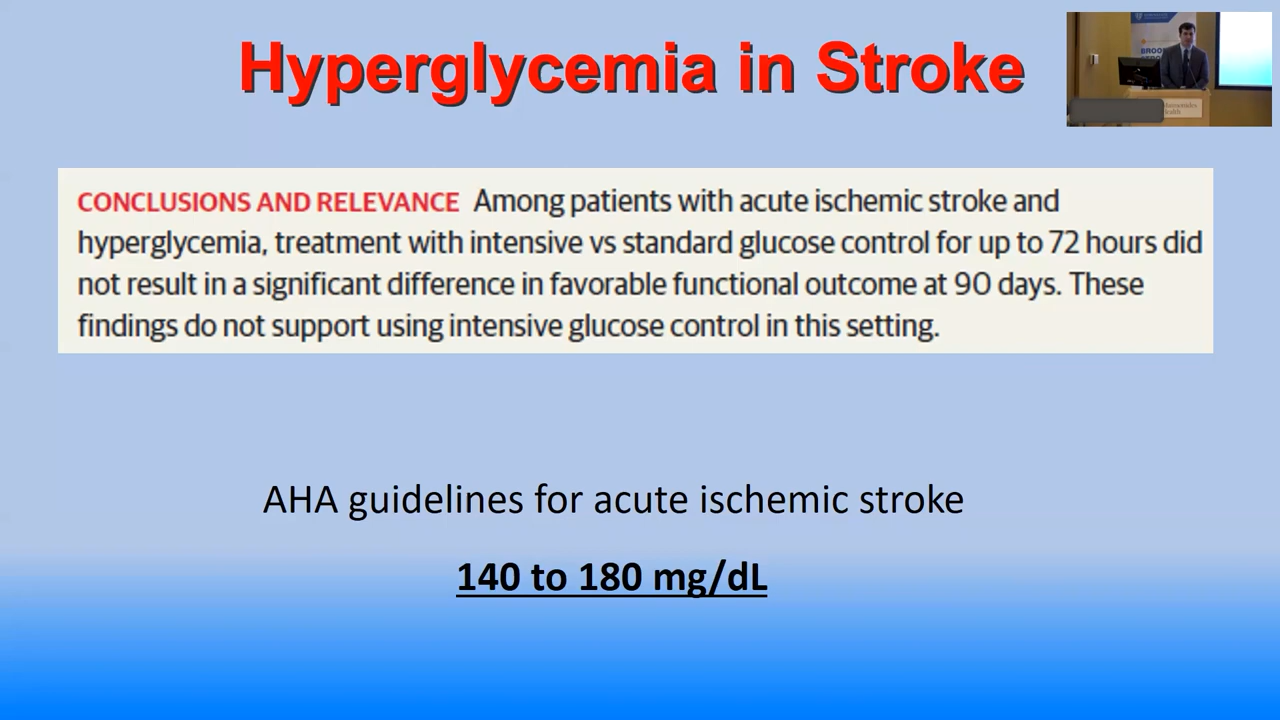 Hyperglycemia in Stroke
CONCLUSIONS AND RELEVANCE Among patients with acute ischemic stroke and
hyperglycemia, treatment with intensive vs standard glucose control for up to 72 hours did
not result in a significant difference in favorable functional outcome at 90 days. These
findings do not support using intensive glucose control in this setting.
AHA guidelines for acute ischemic stroke
140 to 180 mg/dL